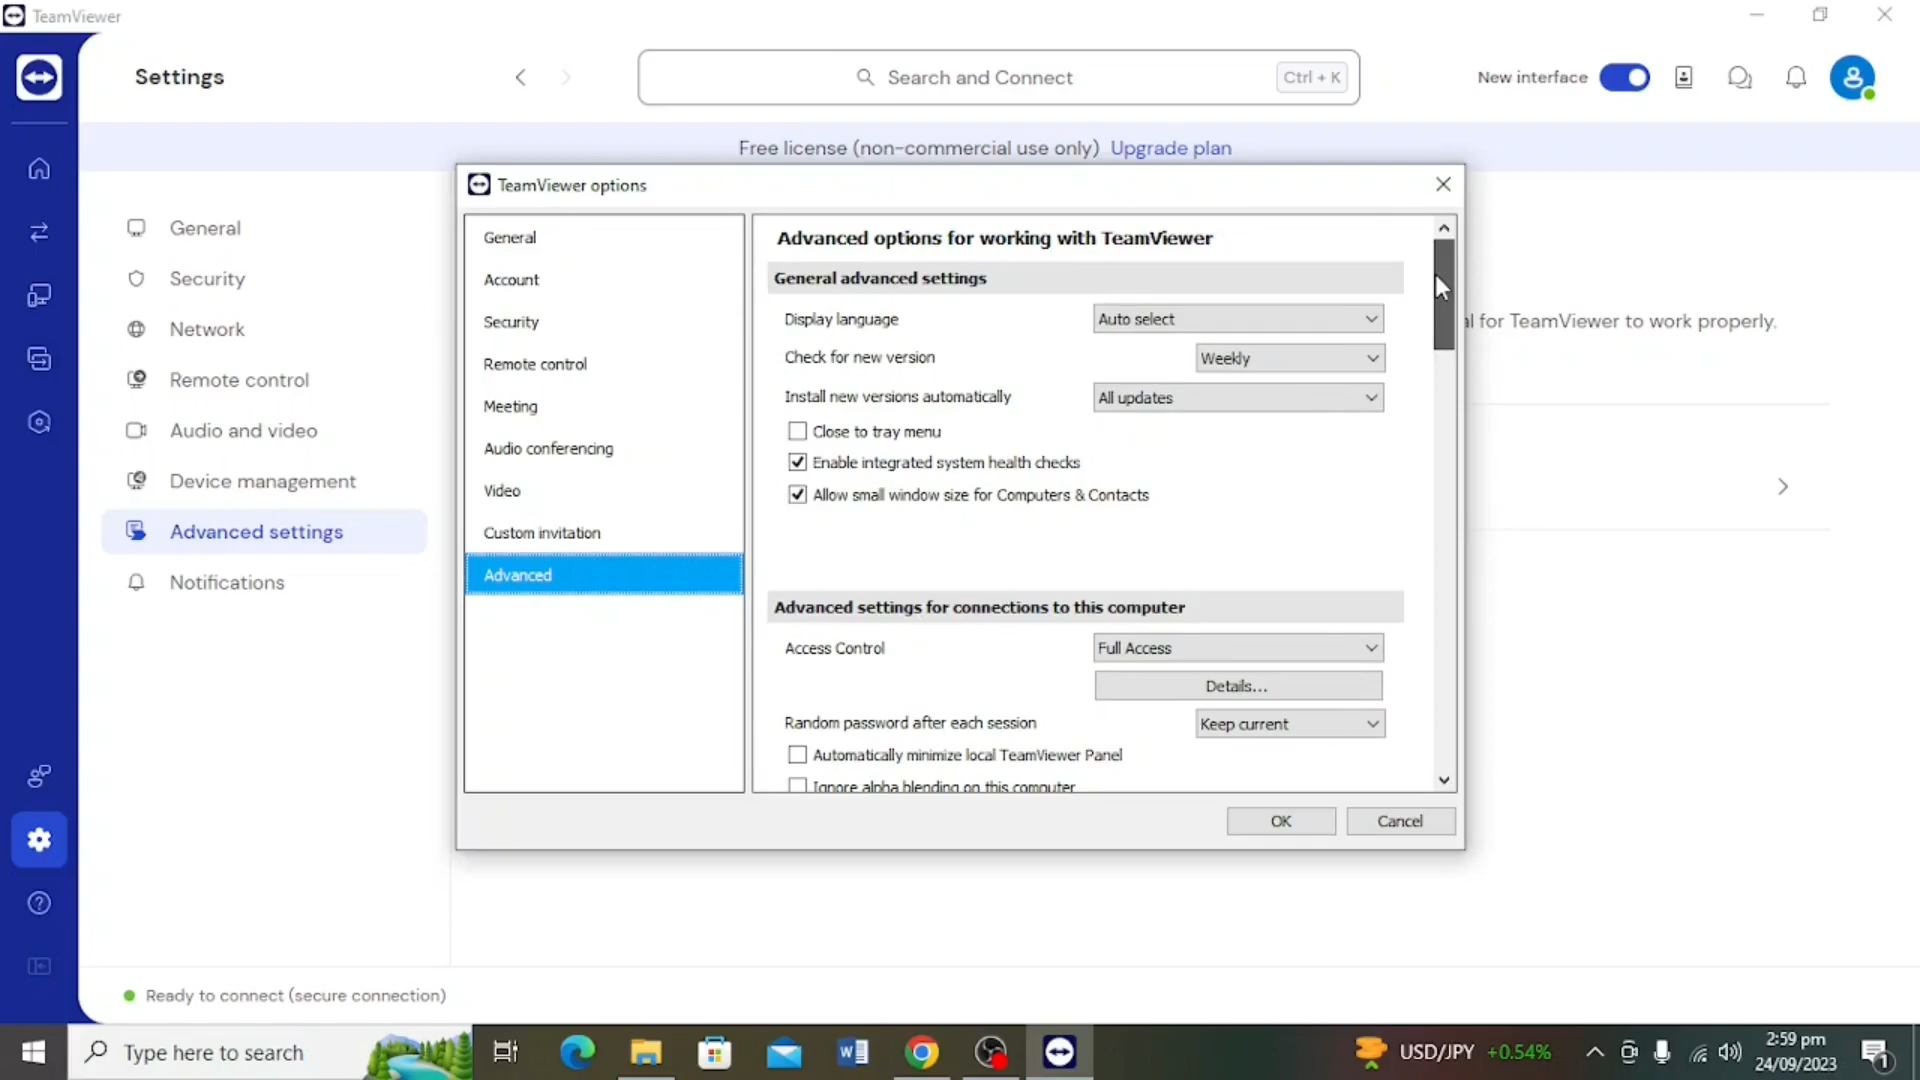 TeamViewer
Settings
Search and Connect
Ctrl + K
New interface
Free license (non-commercial use only) Upgrade plan
General
Security
Network
Remote control
Audio and video
Device management
Advanced settings
Notifications
TeamViewer options
General
Account
Security
Remote control
Meeting
Audio conferencing
Video
Custom invitation
Advanced
Advanced options for working with TeamViewer
General advanced settings
Display language Auto select
Check for new version Weekly
Install new versions automatically All updates
Close to tray menu
Enable integrated system health checks
Allow small window size for Computers & Contacts
Advanced settings for connections to this computer
Access Control Full Access
Details...
Random password after each session Keep current
Automatically minimize local TeamViewer Panel
Ignore alpha blending on this computer
OK Cancel
l for TeamViewer to work properly.
Ready to connect (secure connection)
Type here to search
USD/JPY +0.54%
2:59 pm
24/09/2023
1